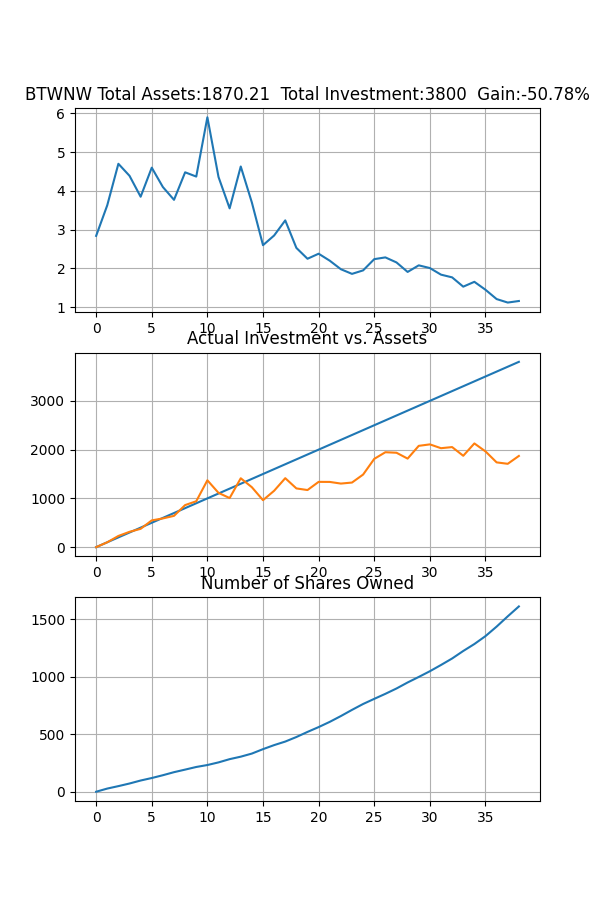 BTWNW Total Assets:1870.21  Total Investment:3800  Gain:-50.78%
6
5
4
3
2
1
0 5 10 15 20 25 30 35
Actual Investment vs. Assets
3000
2000
1000
0
0 5 10 15 20 25 30 35
Number of Shares Owned
1500
1000
500
0
0 5 10 15 20 25 30 35